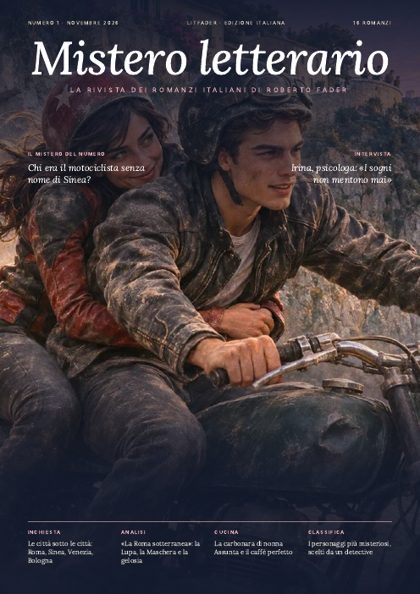 NUMERO 1 · NOVEMBRE 2026
LITFADER · EDIZIONE ITALIANA
16 ROMANZI
Mistero letterario
LA RIVISTA DEI ROMANZI ITALIANI DI ROBERTO FADER
IL MISTERO DEL NUMERO
Chi era il motociclista senza
nome di Sinea?
INTERVISTA
Irina, psicologa: «I sogni
non mentono mai»
INCHIESTA
Le città sotto le città:
Roma, Sinea, Venezia,
Bologna
ANALISI
«La Roma sotterranea»: la
Lupa, la Maschera e la
gelosia
CUCINA
La carbonara di nonna
Assunta e il caffè perfetto
CLASSIFICA
I personaggi più misteriosi,
scelti da un detective